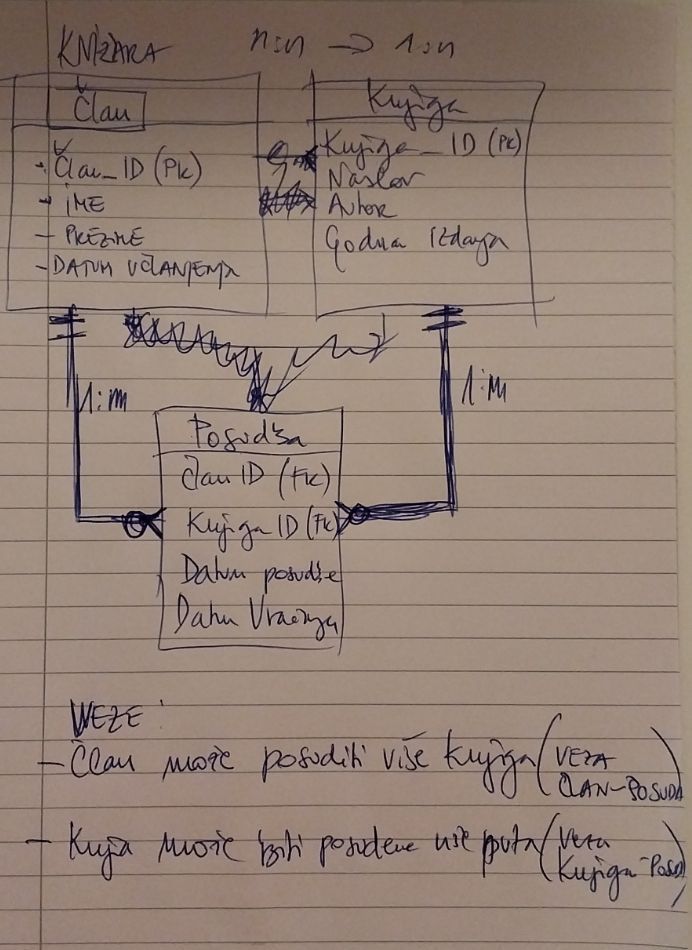 KNJIŽARA n:n → 1:n
Član
Član_ID (PK)
- IME
- PREZIME
- DATUM UČLANJENJA
Knjiga
Knjiga_ID (PK)
Naslov
Autor
Godina Izdanja
1:m
1:m
Posudba
Član ID (FK)
Knjiga ID (FK)
Datum posudbe
Datum Vraćanja
VEZE:
- Član može posuditi više knjiga (VEZA
ČLAN-POSUDBA)
- Knjiga može biti posuđena više puta (Veza
Knjiga-Posud)